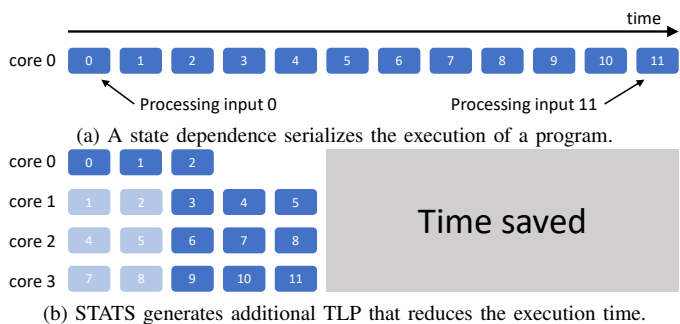 time
core 0 0 1 2 3 4 5 6 7 8 9 10 11
Processing input 0 Processing input 11
(a) A state dependence serializes the execution of a program.
core 0 0 1 2
core 1 1 2 3 4 5
core 2 4 5 6 7 8
core 3 7 8 9 10 11
Time saved
(b) STATS generates additional TLP that reduces the execution time.